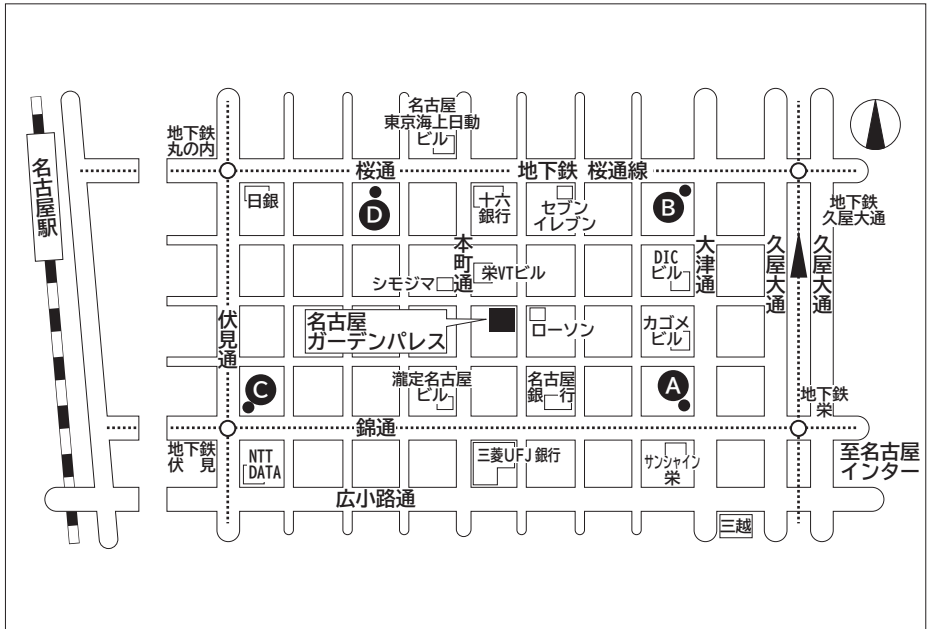 名古屋
東京海上日動
ビル
地下鉄
丸の内
桜通
地下鉄 桜通線
名古屋駅
日銀
D
十六
銀行
セブン
イレブン
B
地下鉄
久屋大通
本町通
栄VTビル
シモジマ
DIC
ビル
大津通
久屋大通
久屋大通
伏見通
名古屋
ガーデンパレス
ローソン
カゴメ
ビル
C
瀧定名古屋
ビル
名古屋
銀行
A
地下鉄
栄
錦通
地下鉄
伏見
NTT
DATA
三菱UFJ銀行
サンシャイン
栄
至名古屋
インター
広小路通
三越